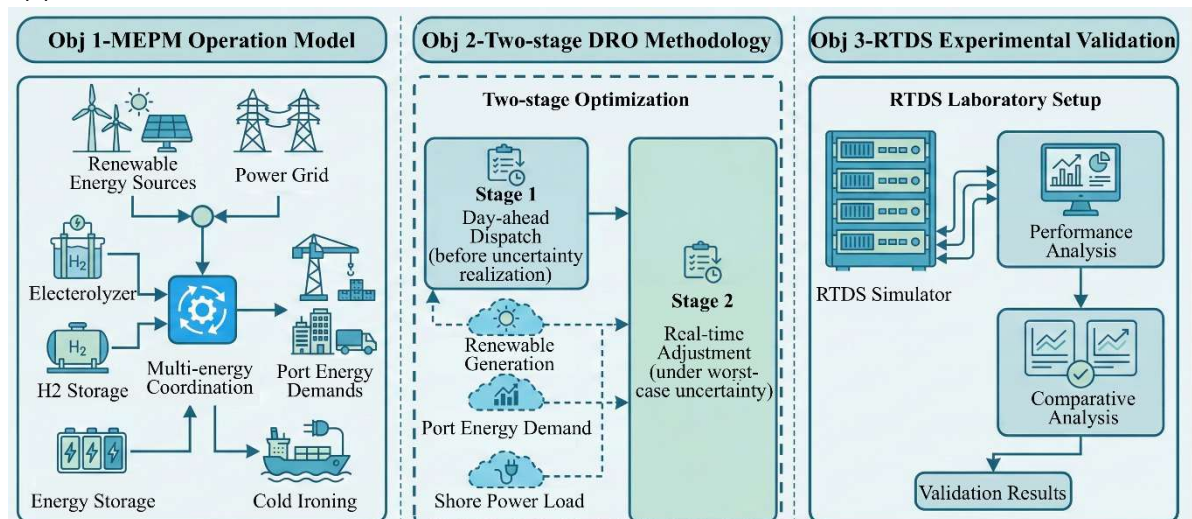 Obj 1-MEPM Operation Model
Renewable
Energy Sources
Power Grid
H2
Electerolyzer
H2
H2 Storage
Multi-energy
Coordination
Port Energy
Demands
Energy Storage
Cold Ironing
Obj 2-Two-stage DRO Methodology
Two-stage Optimization
Stage 1
Day-ahead
Dispatch
(before uncertainty
realization)
Renewable
Generation
Port Energy Demand
Shore Power Load
Stage 2
Real-time
Adjustment
(under worst-
case uncertainty)
Obj 3-RTDS Experimental Validation
RTDS Laboratory Setup
RTDS Simulator
Performance
Analysis
Comparative
Analysis
Validation Results